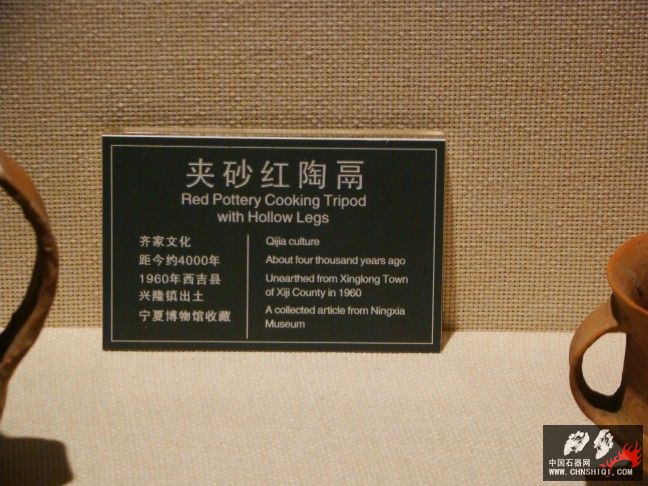 夹砂红陶鬲
Red Pottery Cooking Tripod
with Hollow Legs
齐家文化
距今约4000年
1960年西吉县
兴隆镇出土
宁夏博物馆收藏
Qijia culture
About four thousand years ago
Unearthed from Xinglong Town
of Xiji County in 1960
A collected article from Ningxia
Museum
中国石器网
WWW.CHNSHIQI.COM